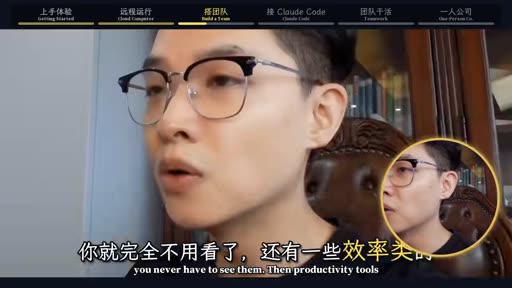 上手体验
Getting Started
远程运行
Cloud Computer
搭团队
Build a Team
接 Claude Code
Claude Code
团队干活
Teamwork
一人公司
One-Person Co.
你就完全不用看了，还有一些效率类的
you never have to see them. Then productivity tools